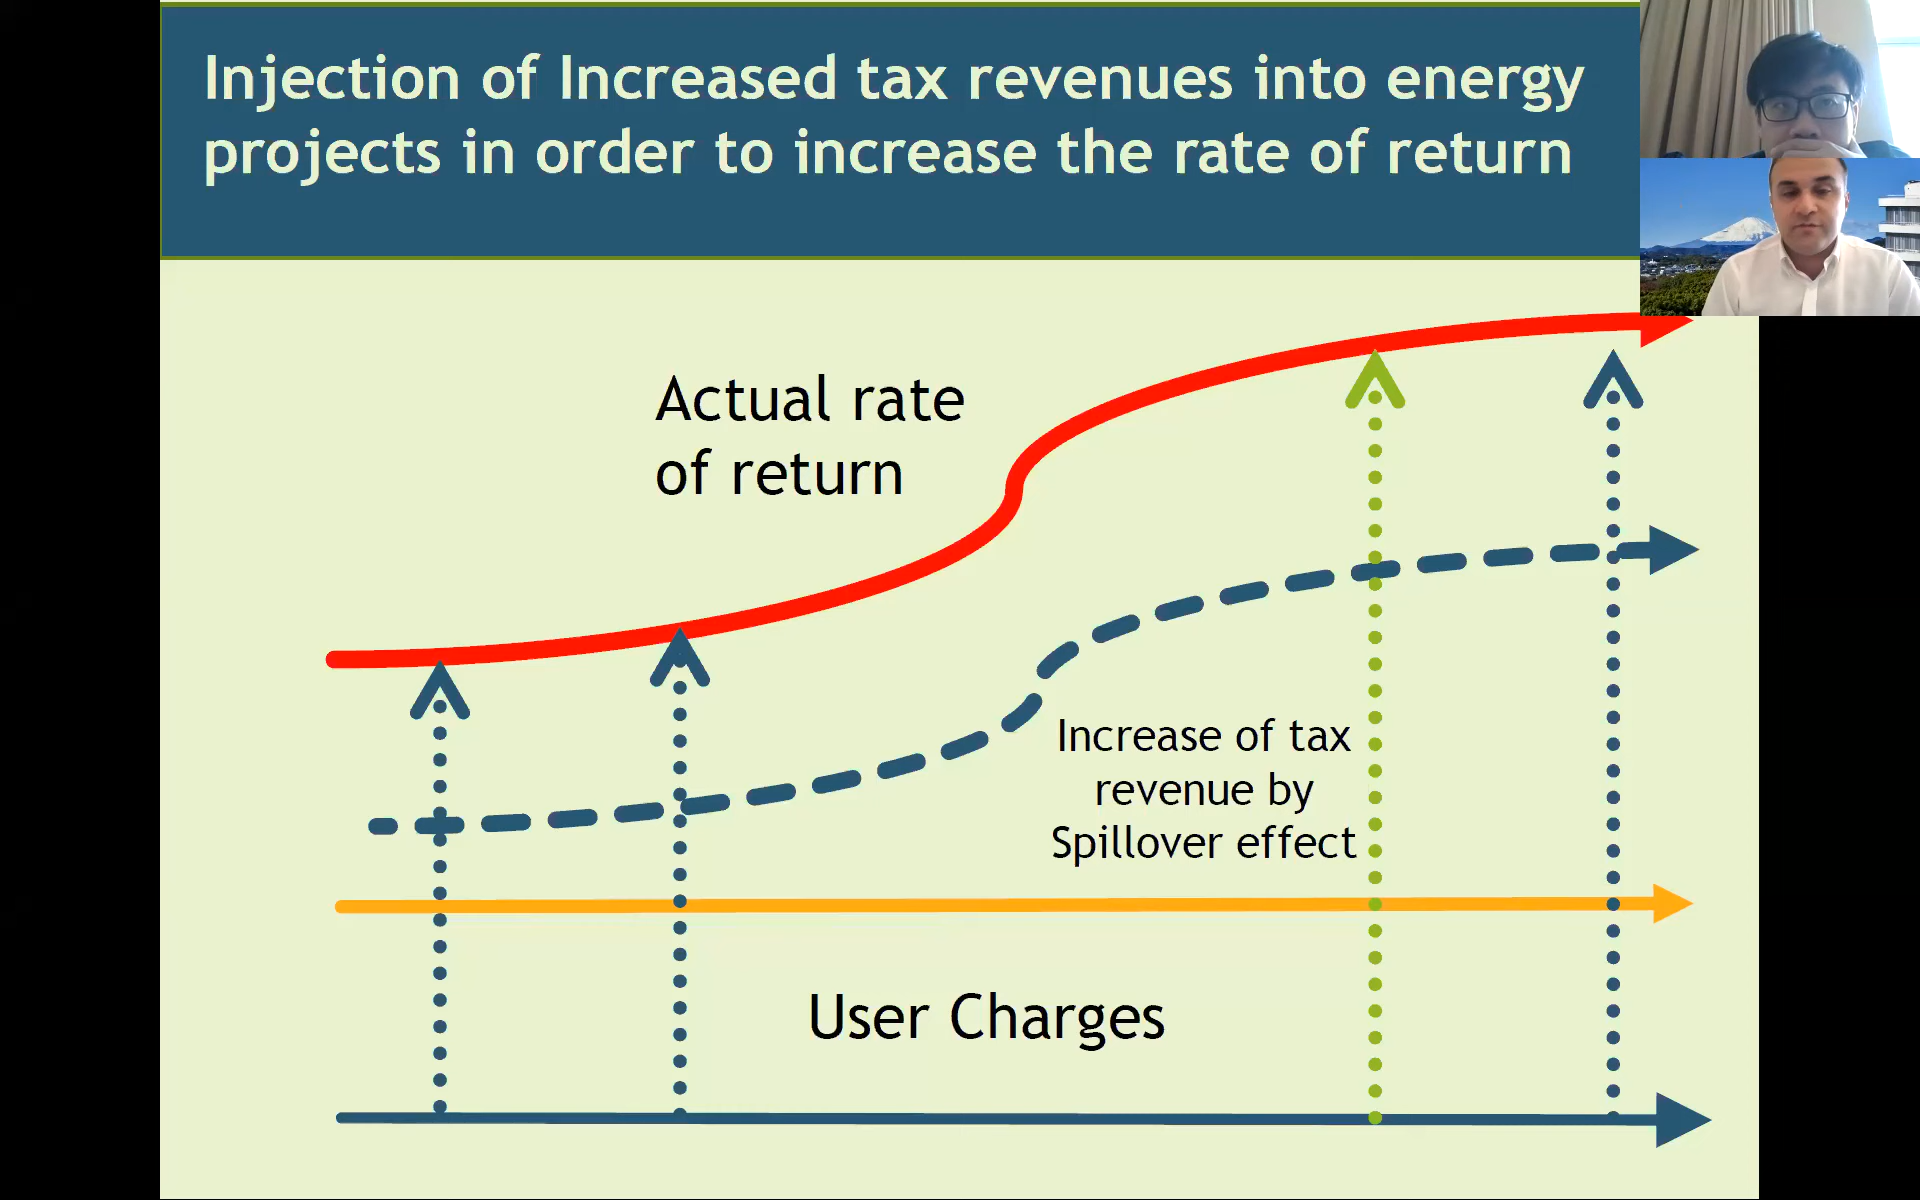 Injection of Increased tax revenues into energy
projects in order to increase the rate of return
Actual rate
of return
Increase of tax
revenue by
Spillover effect
User Charges